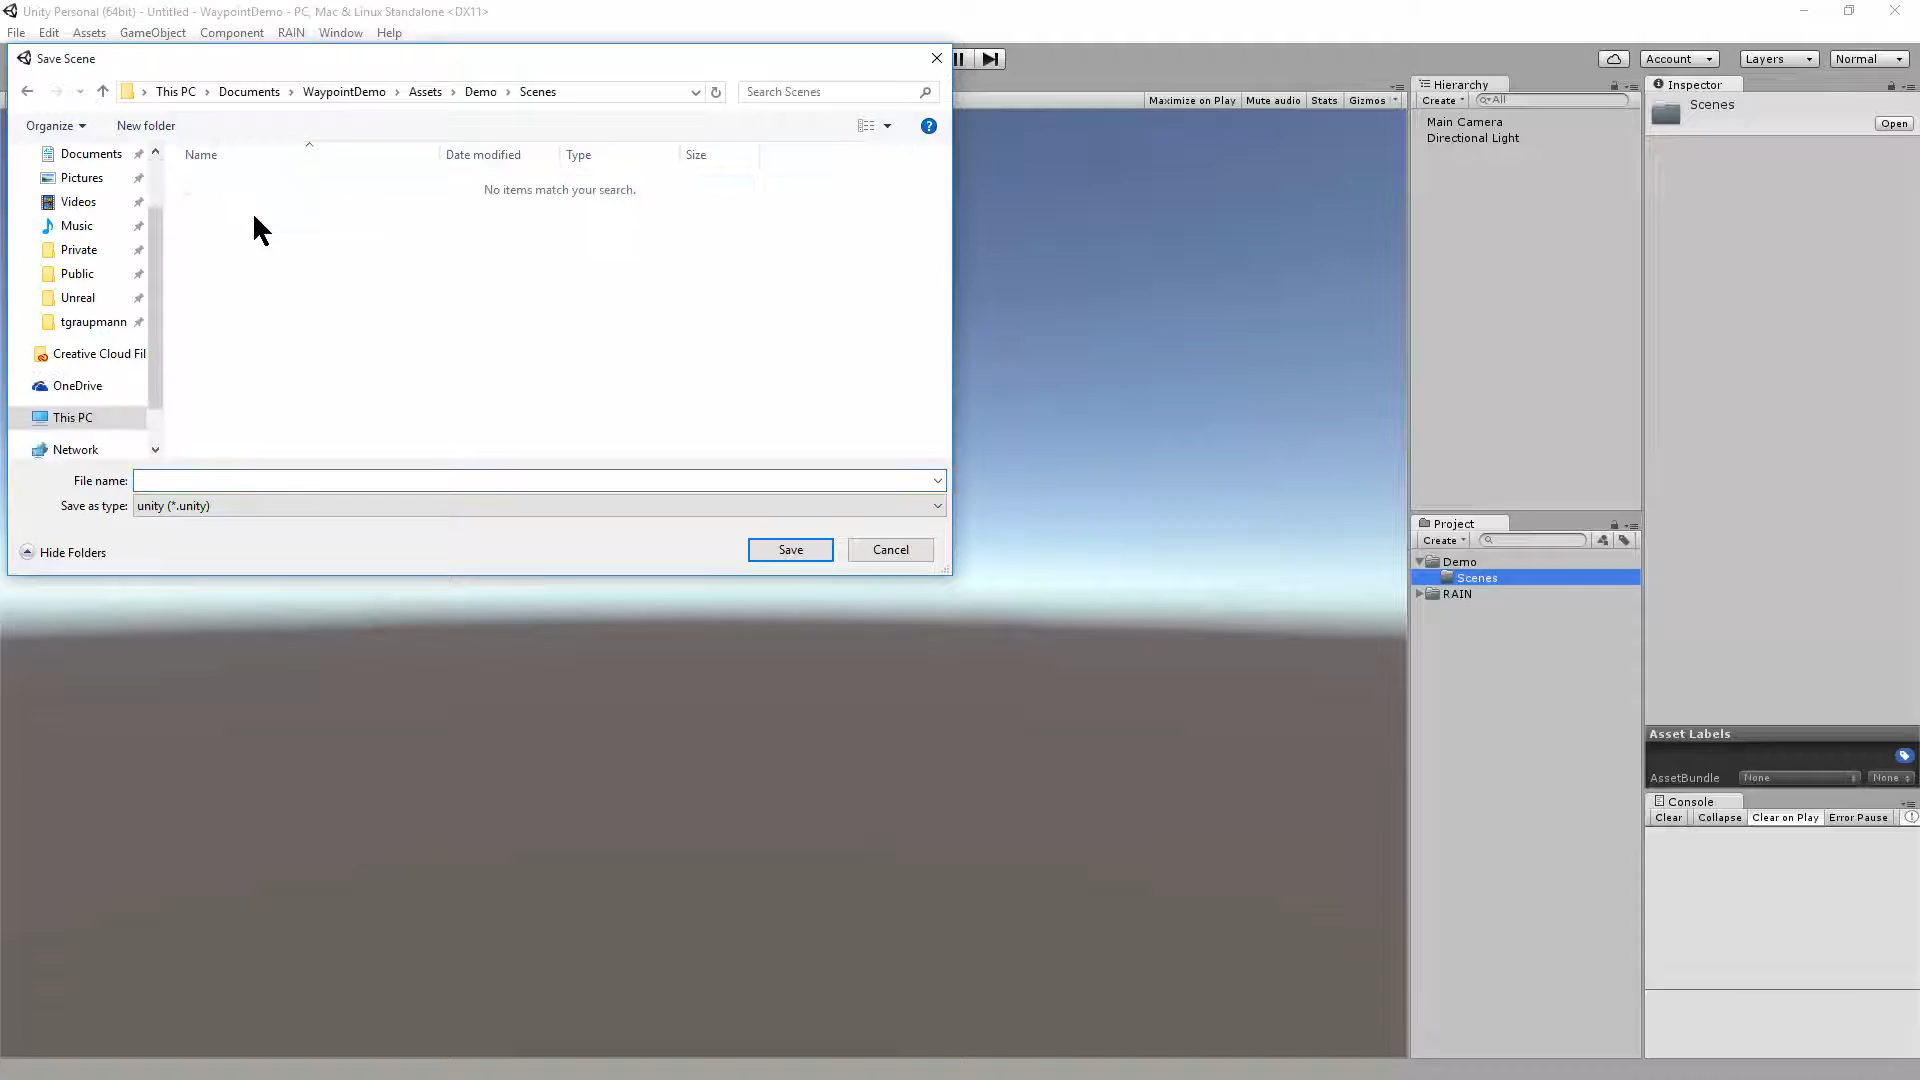 Unity Personal (64bit) - Untitled - WaypointDemo - PC, Mac & Linux Standalone <DX11>
File Edit Assets GameObject Component RAIN Window Help
Save Scene
This PC Documents WaypointDemo Assets Demo Scenes
Search Scenes
Organize New folder
Name Date modified Type Size
No items match your search.
Documents
Pictures
Videos
Music
Private
Public
Unreal
tgraupmann
Creative Cloud Fil
OneDrive
This PC
Network
File name:
Save as type: unity (*.unity)
Hide Folders
Save Cancel
Account Layers Normal
Maximize on Play Mute audio Stats Gizmos
Hierarchy
Create All
Main Camera
Directional Light
Project
Create
Demo
Scenes
RAIN
Inspector
Scenes
Open
Asset Labels
AssetBundle None None
Console
Clear Collapse Clear on Play Error Pause